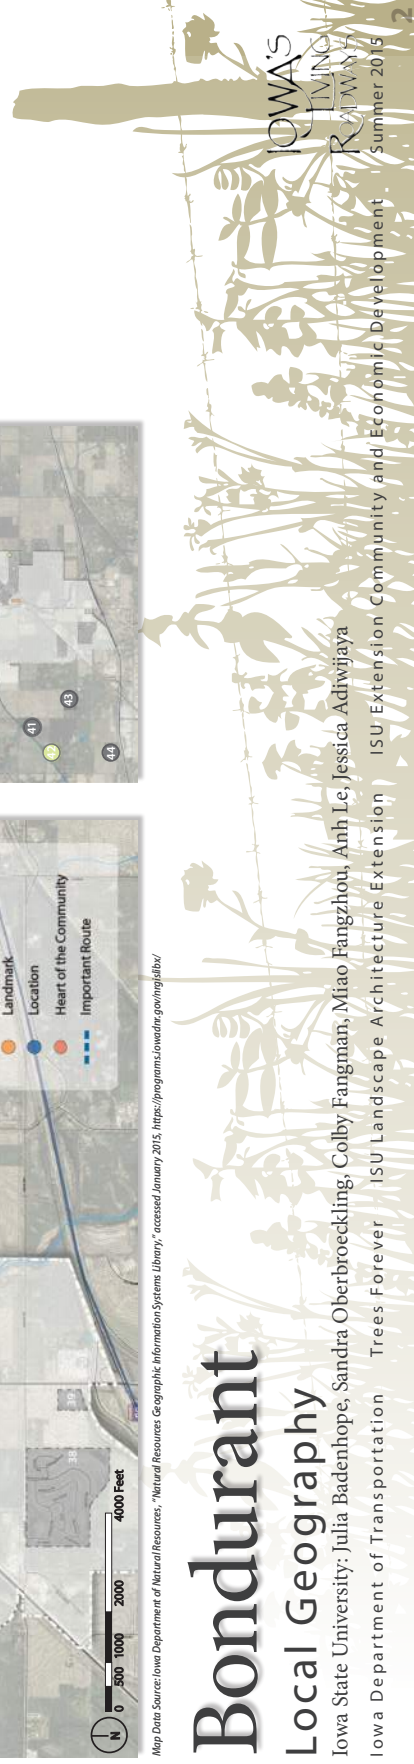 Landmark
Location
Heart of the Community
Important Route
38
39
41
42
43
44
N
0 500 1000 2000 4000 Feet
Map Data Source: Iowa Department of Natural Resources, "Natural Resources Geographic Information Systems Library," accessed January 2015, https://programs.iowadnr.gov/nrgislibx/
Bondurant
Local Geography
Iowa State University: Julia Badenhope, Sandra Oberbroeckling, Colby Fangman, Miao Fangzhou, Anh Le, Jessica Adiwijaya
Iowa Department of Transportation Trees Forever ISU Landscape Architecture Extension ISU Extension Community and Economic Development Summer 2015
IOWA'S
LIVING
ROADWAYS
2